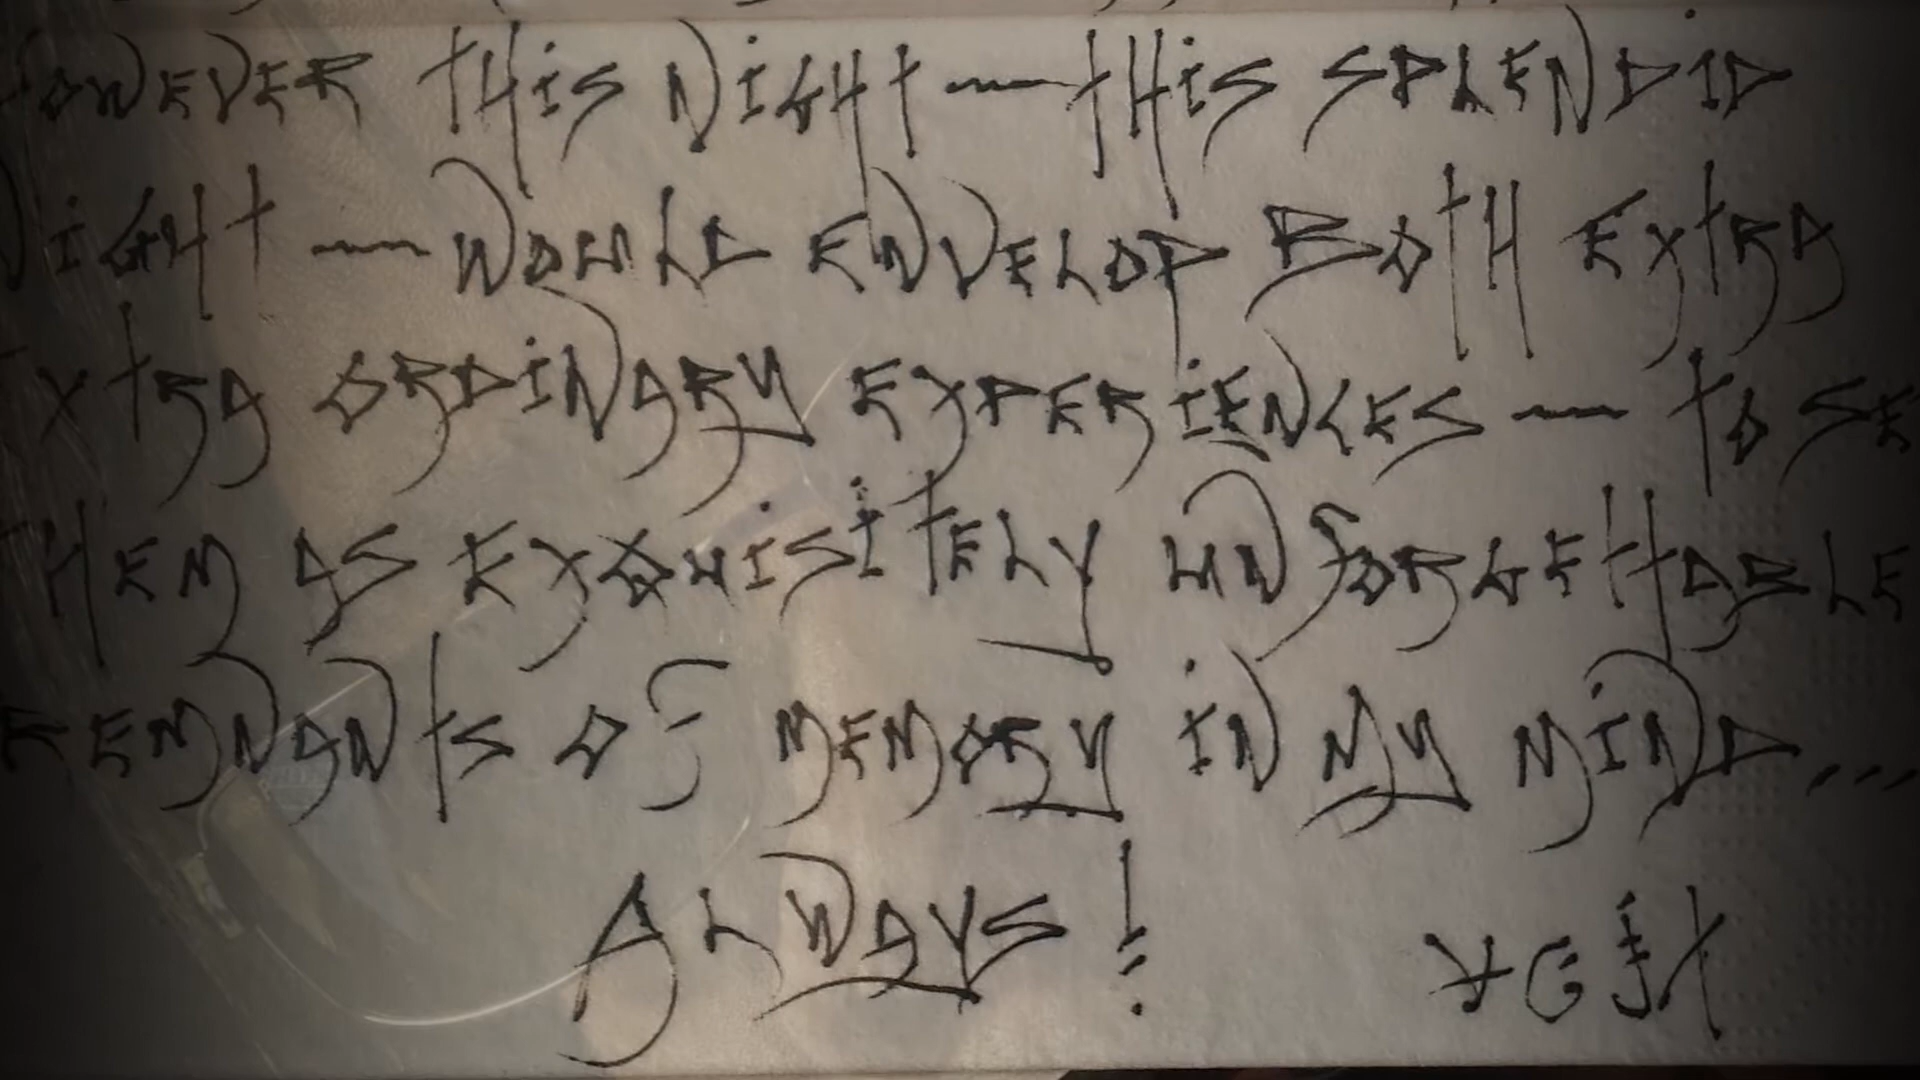 HOWEVER THIS NIGHT — THIS SPLENDID
NIGHT — WOULD ENVELOP BOTH EXTRA
EXTRA ORDINARY EXPERIENCES — TO SE
THEM AS EXQUISITELY UNFORGETTABLE
REMNANTS OF MEMORY IN MY MIND...
ALWAYS!